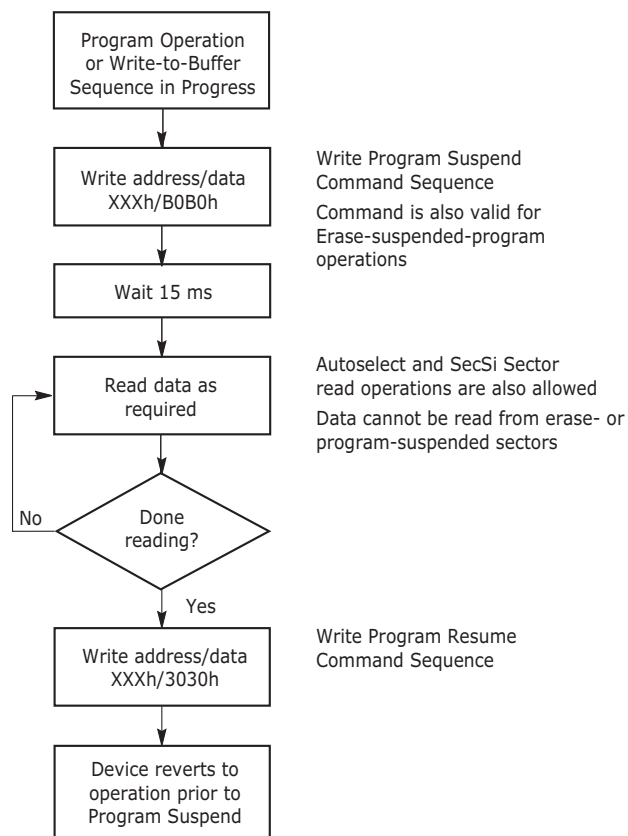 Program Operation
or Write-to-Buffer
Sequence in Progress
Write address/data
XXXh/B0B0h
Write Program Suspend
Command Sequence
Command is also valid for
Erase-suspended-program
operations
Wait 15 ms
Read data as
required
Autoselect and SecSi Sector
read operations are also allowed
Data cannot be read from erase- or
program-suspended sectors
No
Done
reading?
Yes
Write address/data
XXXh/3030h
Write Program Resume
Command Sequence
Device reverts to
operation prior to
Program Suspend